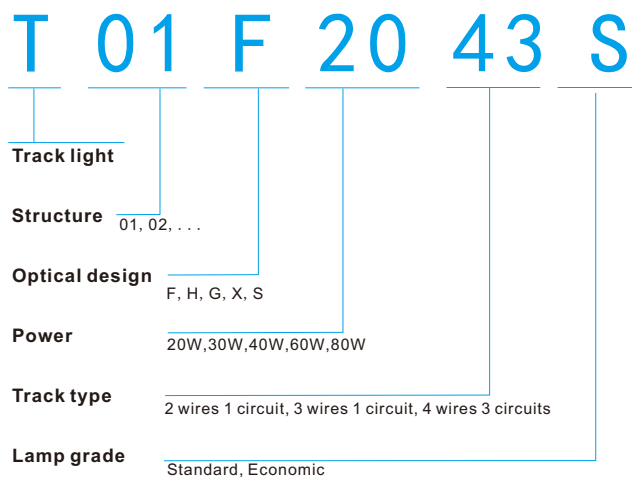 T 01 F 20 43 S
Track light
Structure
01, 02, . . .
Optical design
F, H, G, X, S
Power
20W,30W,40W,60W,80W
Track type
2 wires 1 circuit, 3 wires 1 circuit, 4 wires 3 circuits
Lamp grade
Standard, Economic